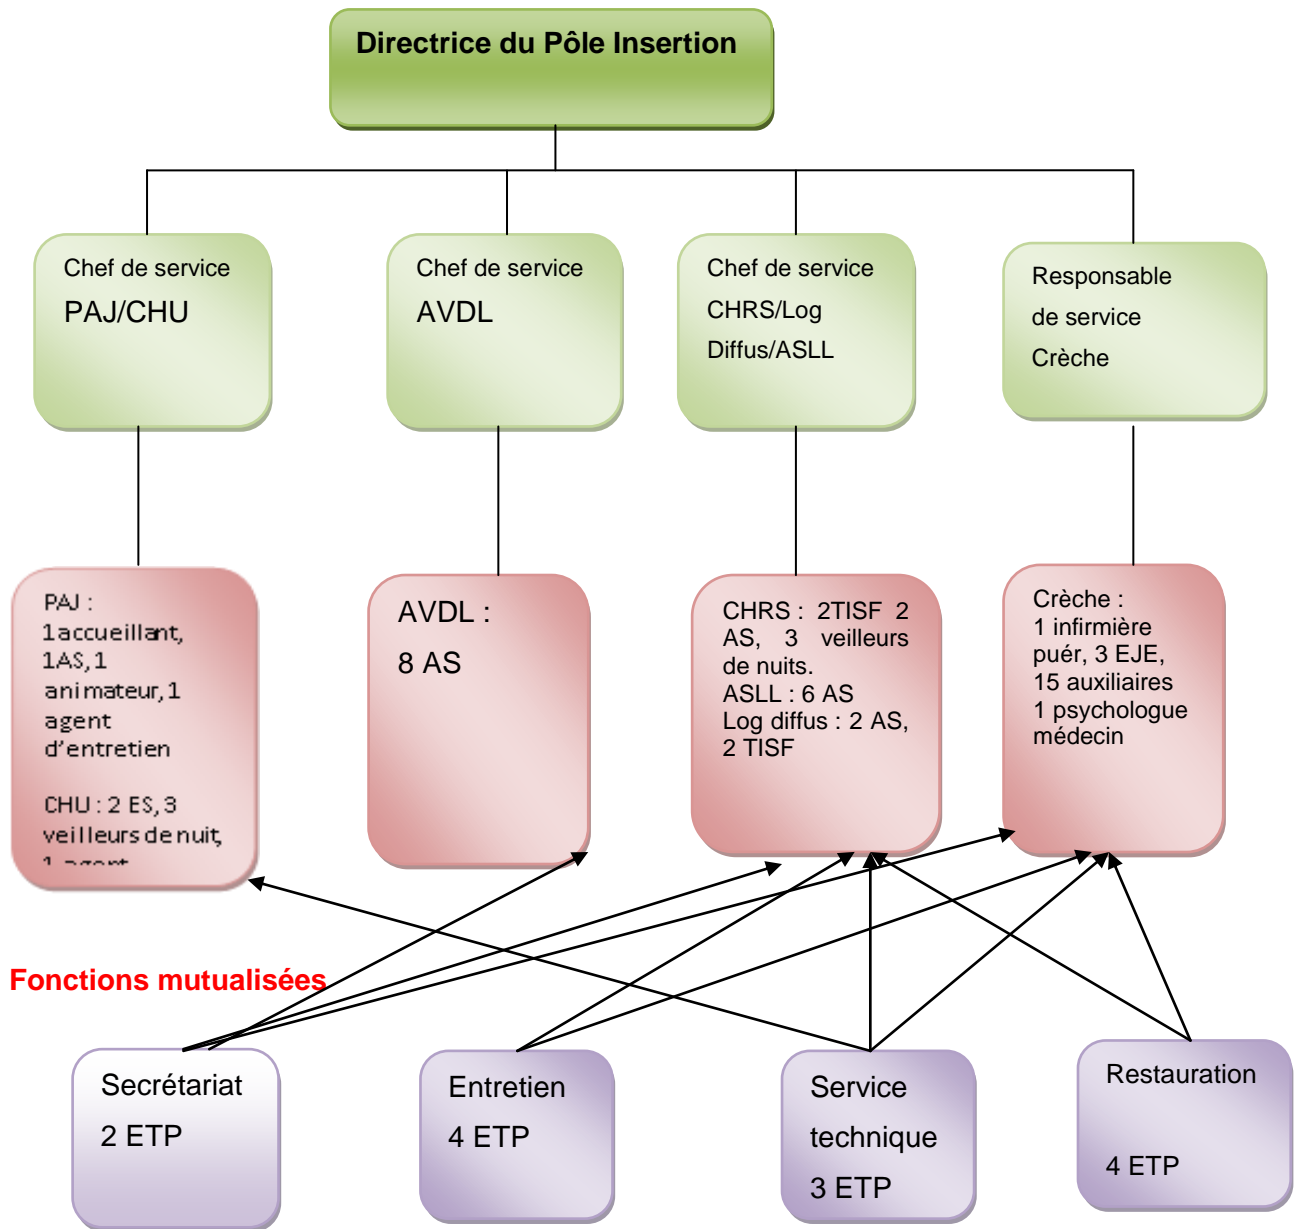 Directrice du Pôle Insertion
Chef de service
PAJ/CHU
Chef de service
AVDL
Chef de service
CHRS/Log
Diffus/ASLL
Responsable
de service
Crèche
PAJ :
1accueillant,
1AS, 1
animateur, 1
agent
d'entretien
CHU : 2 ES, 3
veilleurs de nuit,
1 agent
AVDL :
8 AS
CHRS : 2TISF 2
AS, 3 veilleurs
de nuits.
ASLL : 6 AS
Log diffus : 2 AS,
2 TISF
Crèche :
1 infirmière
puér, 3 EJE,
15 auxiliaires
1 psychologue
médecin
Fonctions mutualisées
Secrétariat
2 ETP
Entretien
4 ETP
Service
technique
3 ETP
Restauration
4 ETP